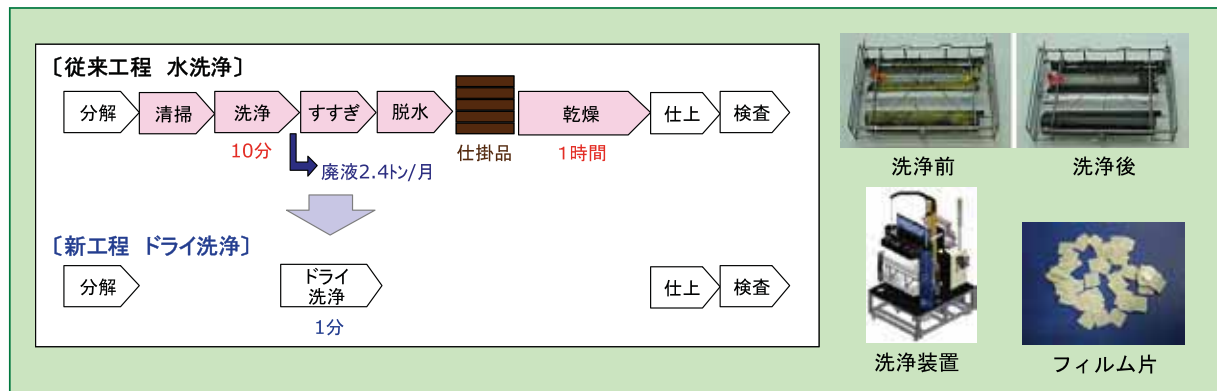 〔従来工程 水洗浄〕
分解
清掃
洗浄
すすぎ
脱水
仕掛品
乾燥
仕上
検査
10分
1時間
廃液2.4トン/月
〔新工程 ドライ洗浄〕
分解
ドライ
洗浄
仕上
検査
1分
洗浄前
洗浄後
洗浄装置
フィルム片